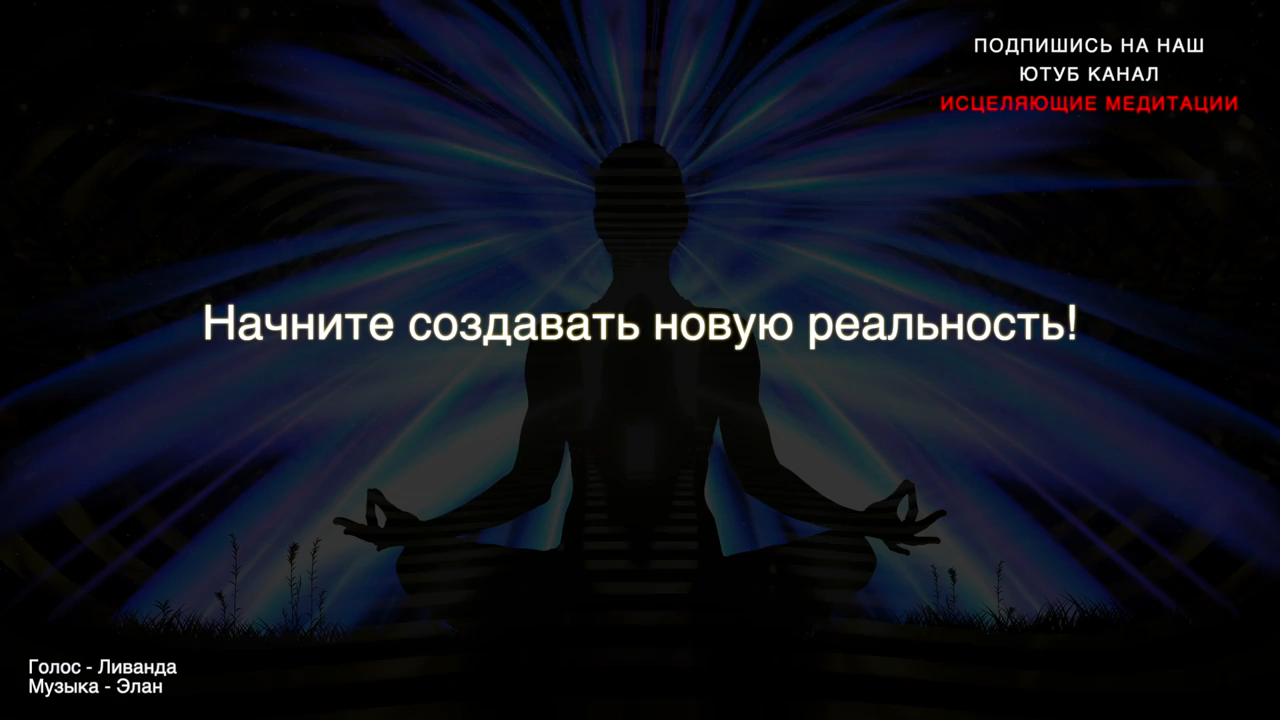 ПОДПИШИСЬ НА НАШ
ЮТУБ КАНАЛ
ИСЦЕЛЯЮЩИЕ МЕДИТАЦИИ
Начните создавать новую реальность!
Голос - Ливанда
Музыка - Элан